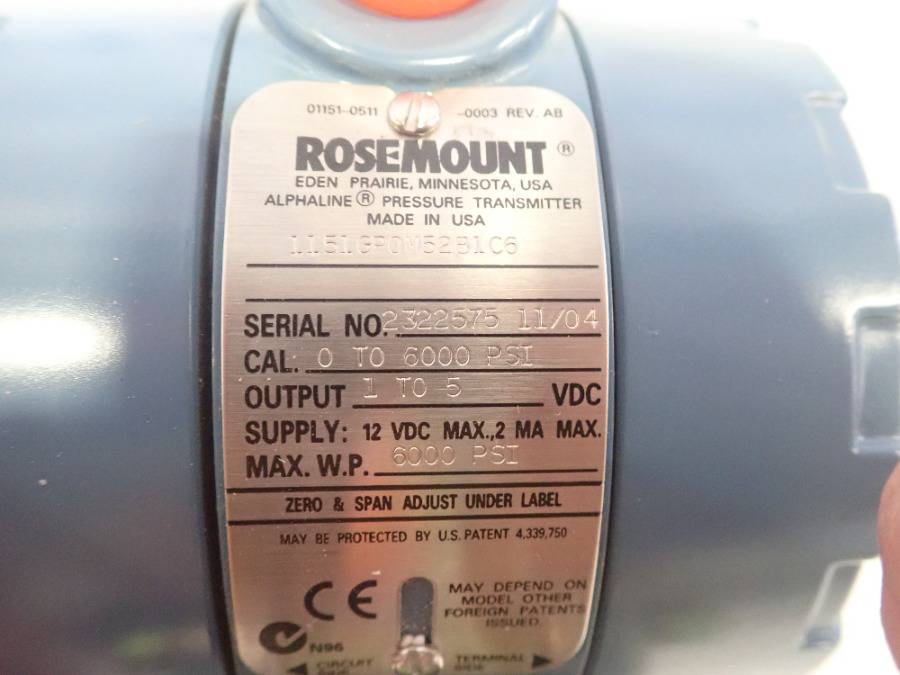 01151-0511 -0003 REV. AB
ROSEMOUNT ®
EDEN PRAIRIE, MINNESOTA, USA
ALPHALINE ® PRESSURE TRANSMITTER
MADE IN USA
1151GP0M52B1C6
SERIAL NO. 2322575 11/04
CAL. 0 TO 6000 PSI
OUTPUT 1 TO 5 VDC
SUPPLY: 12 VDC MAX.,2 MA MAX.
MAX. W.P. 6000 PSI
ZERO & SPAN ADJUST UNDER LABEL
MAY BE PROTECTED BY U.S. PATENT 4,339,750
CE
MAY DEPEND ON
MODEL OTHER
FOREIGN PATENTS
ISSUED.
N96
CIRCUIT SIDE
TERMINAL SIDE